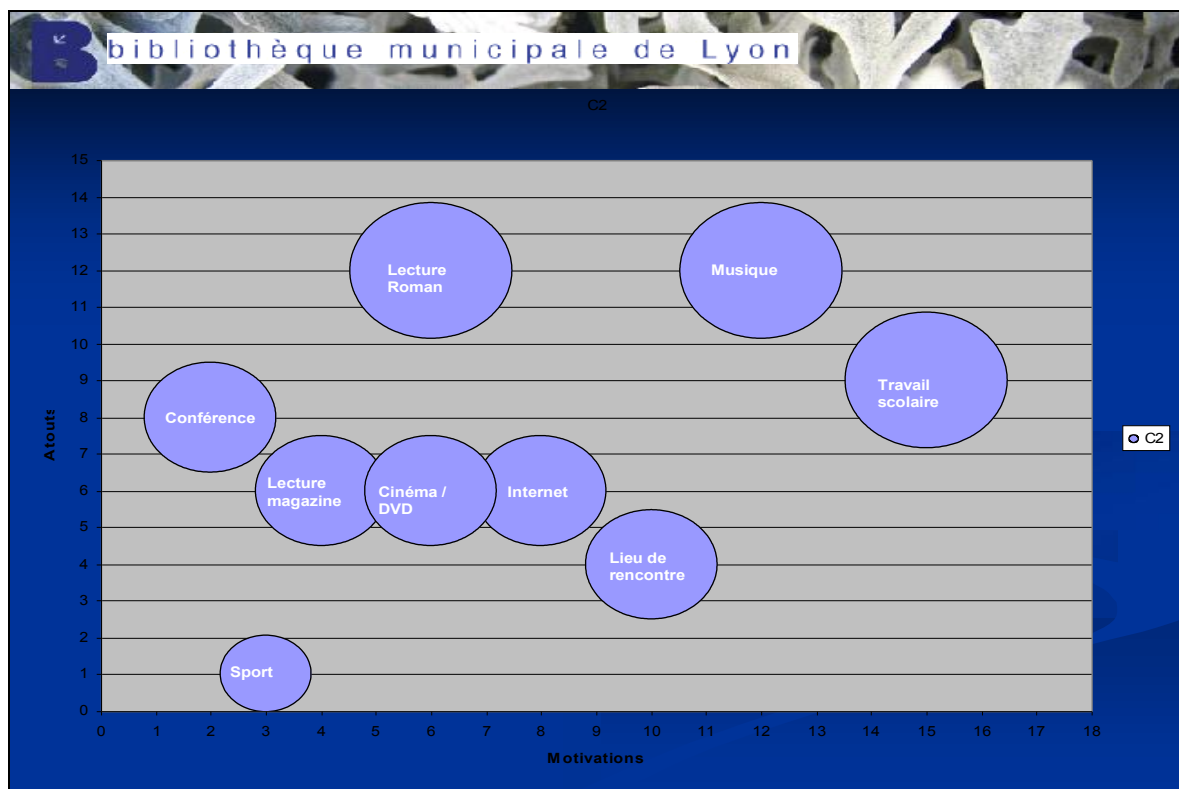 B bibliothèque municipale de Lyon
C2
15
14
13
12
11
10
9
8
7
6
5
4
3
2
1
0
Atouts
Lecture
Roman
Musique
Travail
scolaire
Conférence
Lecture
magazine
Cinéma /
DVD
Internet
Lieu de
rencontre
Sport
C2
0 1 2 3 4 5 6 7 8 9 10 11 12 13 14 15 16 17 18
Motivations